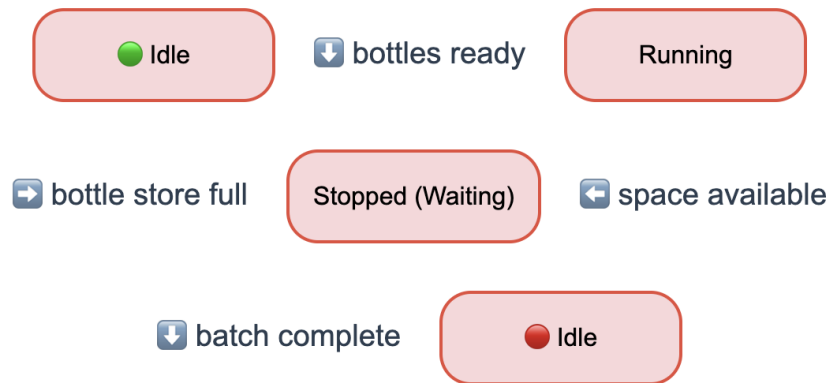 🟢 Idle ⬇️ bottles ready Running
➡️ bottle store full Stopped (Waiting) ⬅️ space available
⬇️ batch complete 🔴 Idle